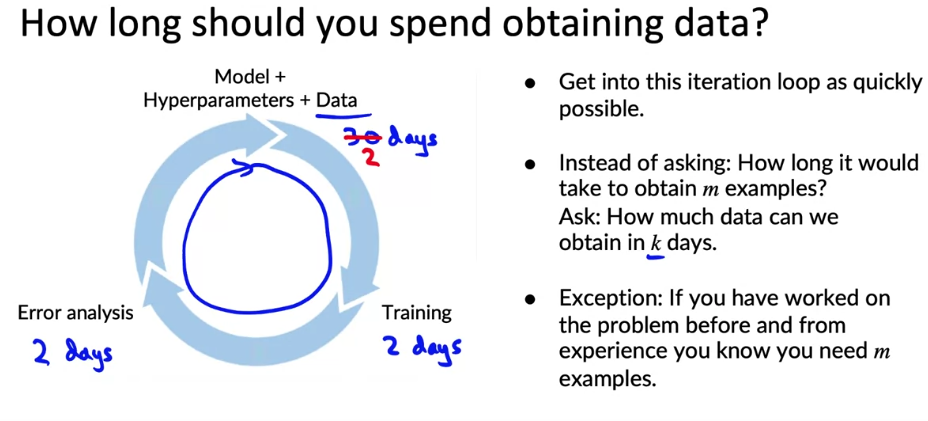 How long should you spend obtaining data?
Model +
Hyperparameters + Data
30 days
2
Error analysis
2 days
Training
2 days
• Get into this iteration loop as quickly
possible.
• Instead of asking: How long it would
take to obtain m examples?
Ask: How much data can we
obtain in k days.
• Exception: If you have worked on
the problem before and from
experience you know you need m
examples.